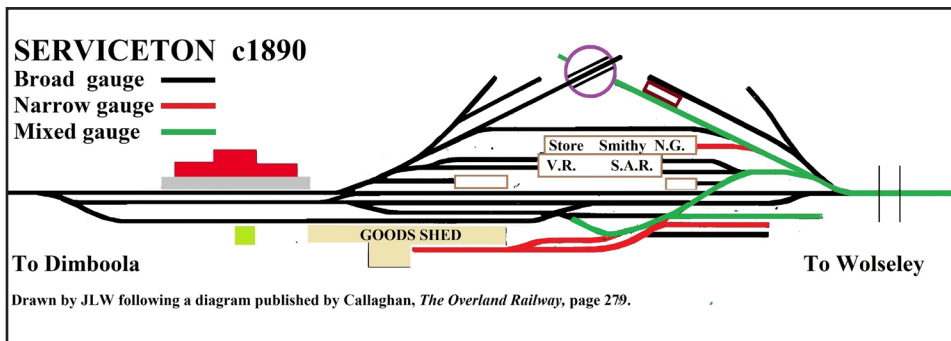 SERVICETON c1890
Broad gauge
Narrow gauge
Mixed gauge
Store Smithy N.G.
V.R. S.A.R.
GOODS SHED
To Dimboola
To Wolseley
Drawn by JLW following a diagram published by Callaghan, The Overland Railway, page 279.